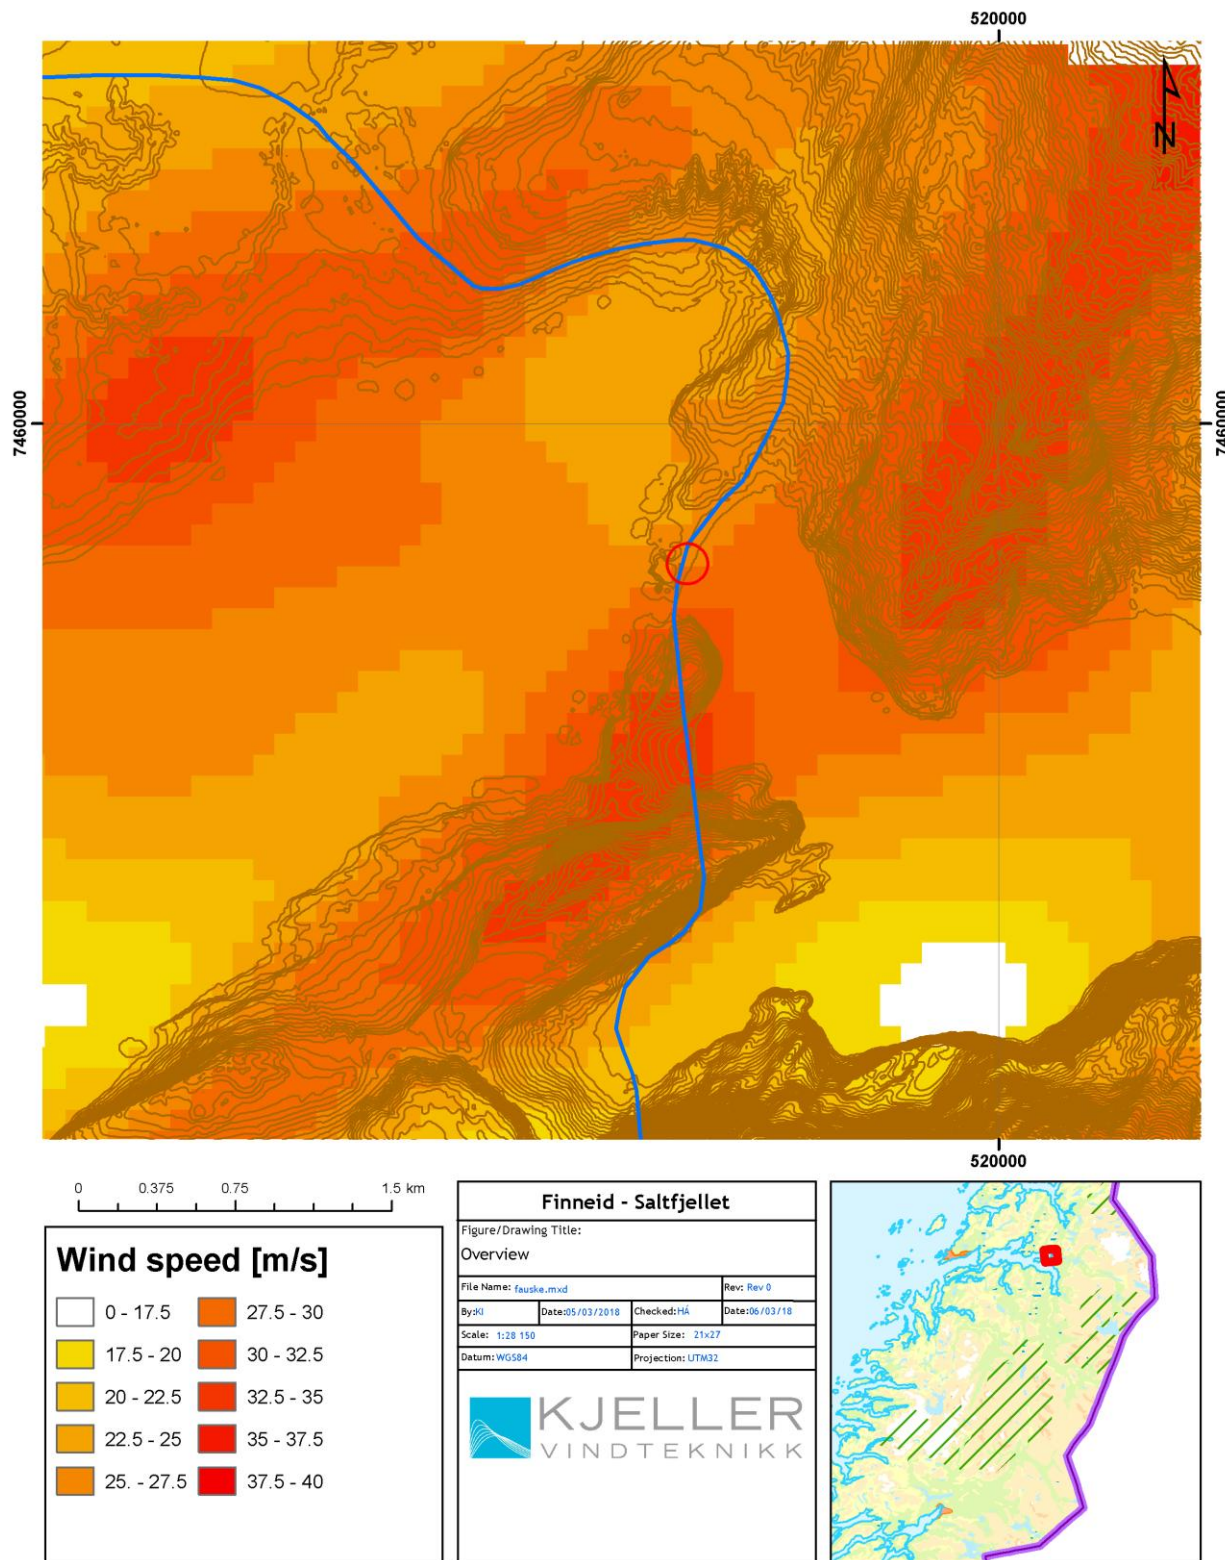 520000
N
7460000
7460000
520000
0 0.375 0.75 1.5 km
Wind speed [m/s]
0 - 17.5
17.5 - 20
20 - 22.5
22.5 - 25
25. - 27.5
27.5 - 30
30 - 32.5
32.5 - 35
35 - 37.5
37.5 - 40
Finneid - Saltfjellet
Figure/Drawing Title:
Overview
File Name: fauske.mxd Rev: Rev 0
By:KI Date:05/03/2018 Checked:HÁ Date:06/03/18
Scale: 1:28 150 Paper Size: 21x27
Datum: WGS84 Projection: UTM32
KJELLER
VINDTEKNIKK